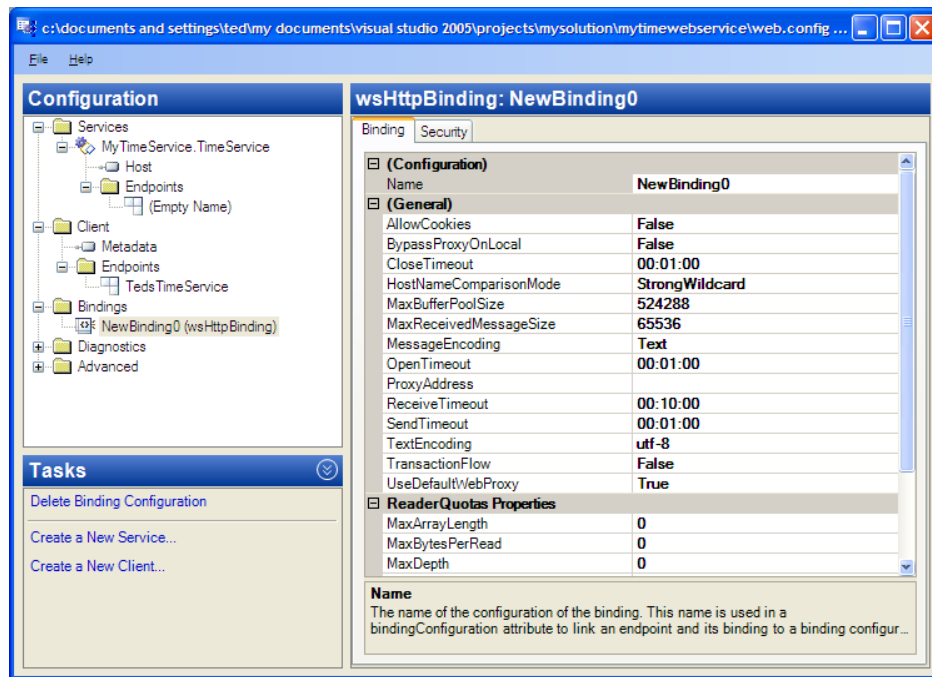 c:\documents and settings\ted\my documents\visual studio 2005\projects\mysolution\mytimewebservice\web.config ...
File Help
Configuration
Services
MyTimeService.TimeService
Host
Endpoints
(Empty Name)
Client
Metadata
Endpoints
TedsTimeService
Bindings
NewBinding0 (wsHttpBinding)
Diagnostics
Advanced
Tasks
Delete Binding Configuration
Create a New Service...
Create a New Client...
wsHttpBinding: NewBinding0
Binding Security
(Configuration)
Name NewBinding0
(General)
AllowCookies False
BypassProxyOnLocal False
CloseTimeout 00:01:00
HostNameComparisonMode StrongWildcard
MaxBufferPoolSize 524288
MaxReceivedMessageSize 65536
MessageEncoding Text
OpenTimeout 00:01:00
ProxyAddress
ReceiveTimeout 00:10:00
SendTimeout 00:01:00
TextEncoding utf-8
TransactionFlow False
UseDefaultWebProxy True
ReaderQuotas Properties
MaxArrayLength 0
MaxBytesPerRead 0
MaxDepth 0
Name
The name of the configuration of the binding. This name is used in a
bindingConfiguration attribute to link an endpoint and its binding to a binding configur...